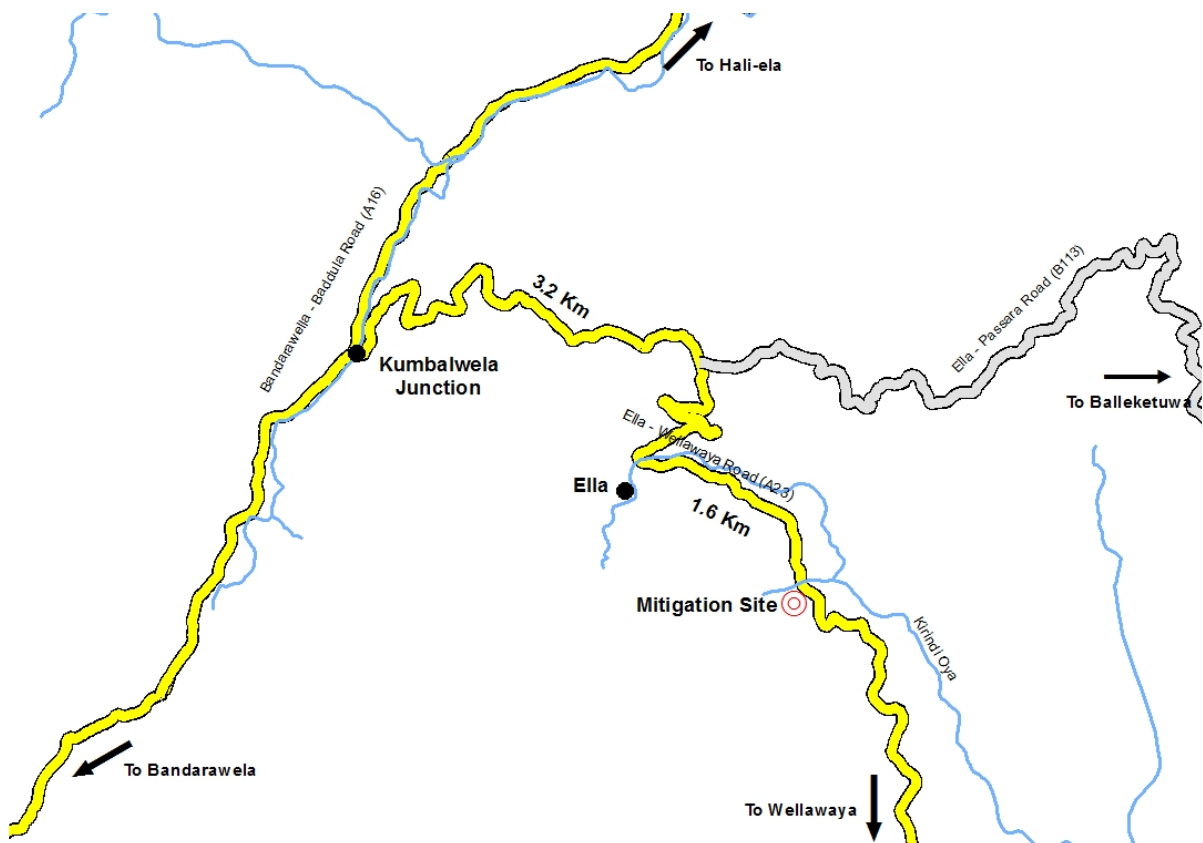 To Hali-ela
Bandarawella - Baddula Road (A16)
3.2 Km
Ella - Passara Road (B113)
Kumbalwela
Junction
To Balleketuwa
Ella - Wellawaya Road (A23)
Ella
1.6 Km
Mitigation Site
Kirindi Oya
To Bandarawela
To Wellawaya